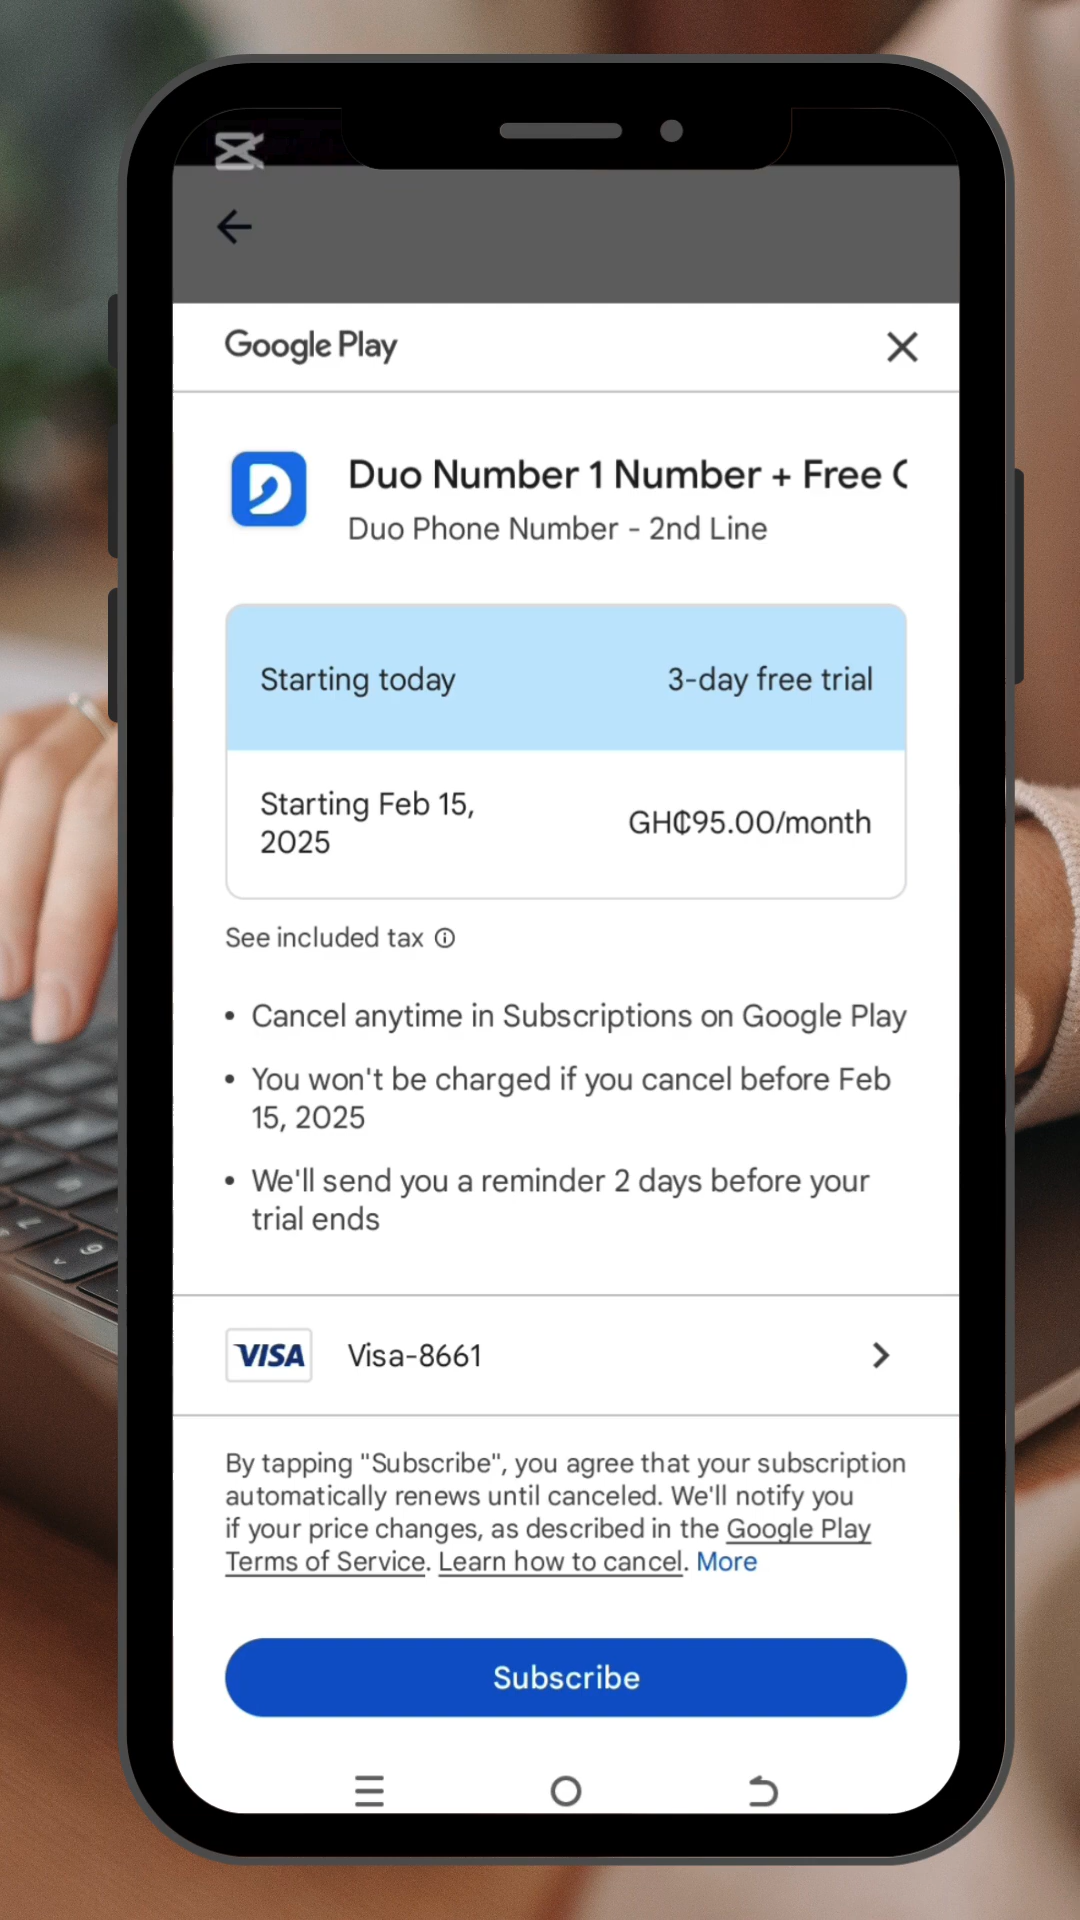 Google Play
Duo Number 1 Number + Free
Duo Phone Number - 2nd Line
Starting today 3-day free trial
Starting Feb 15, 2025 GH₵95.00/month
See included tax
• Cancel anytime in Subscriptions on Google Play
• You won't be charged if you cancel before Feb
15, 2025
• We'll send you a reminder 2 days before your
trial ends
VISA Visa-8661
By tapping "Subscribe", you agree that your subscription
automatically renews until canceled. We'll notify you
if your price changes, as described in the Google Play
Terms of Service. Learn how to cancel. More
Subscribe